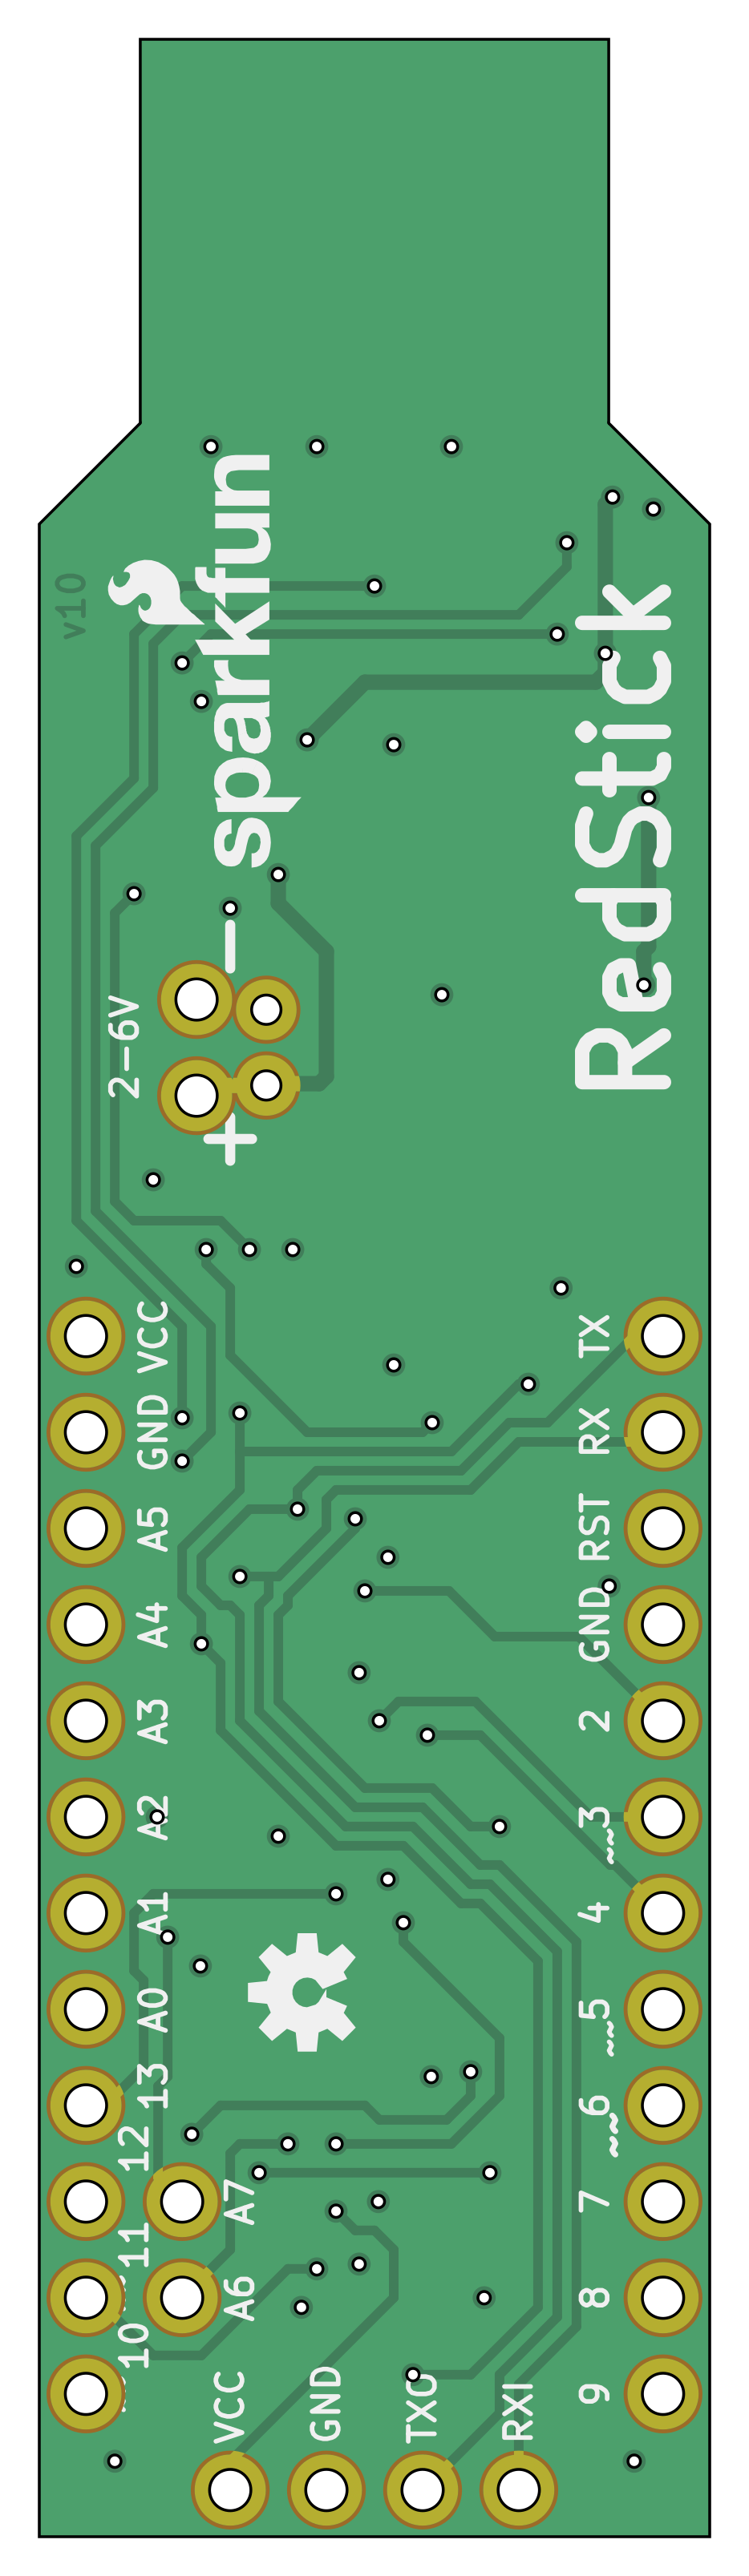 v10
sparkfun
RedStick
−
2-6V
+
VCC
GND
A5
A4
A3
A2
A1
A0
13
12
11
10
A7
A6
TX
RX
RST
GND
2
3
4
5
6
7
8
9
VCC
GND
TXO
RXI